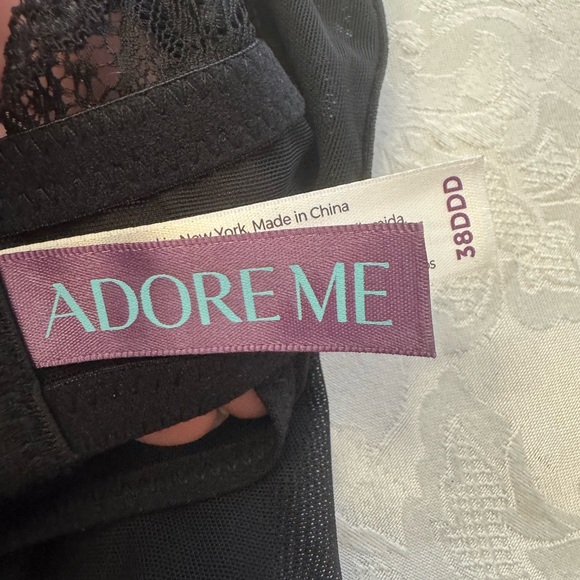 New York, Made in China
ADORE ME
38DDD